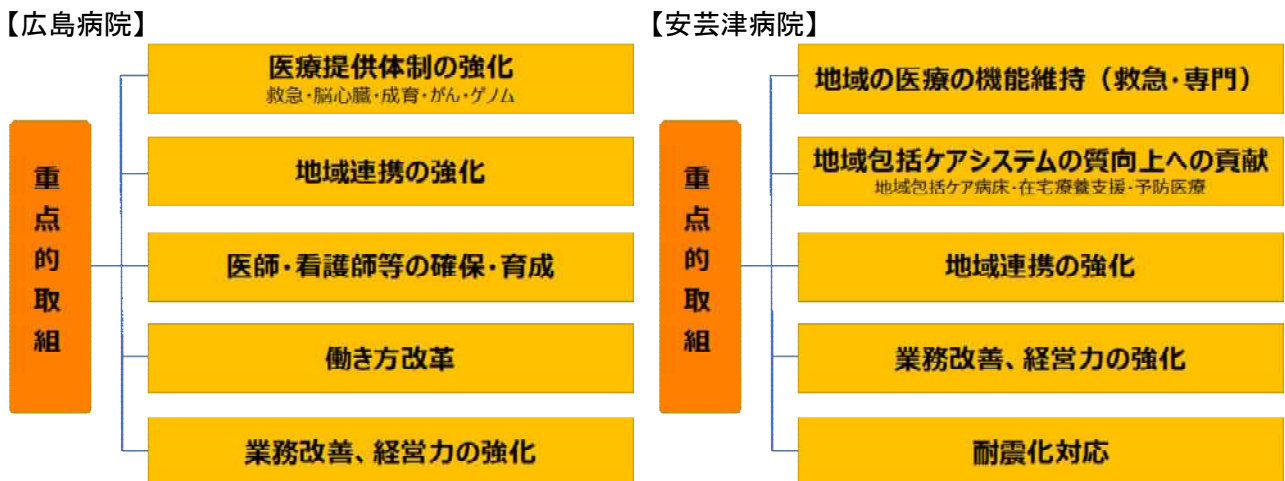 【広島病院】
重点的取組
医療提供体制の強化
救急・脳心臓・成育・がん・ゲノム
地域連携の強化
医師・看護師等の確保・育成
働き方改革
業務改善、経営力の強化
【安芸津病院】
重点的取組
地域の医療の機能維持（救急・専門）
地域包括ケアシステムの質向上への貢献
地域包括ケア病床・在宅療養支援・予防医療
地域連携の強化
業務改善、経営力の強化
耐震化対応